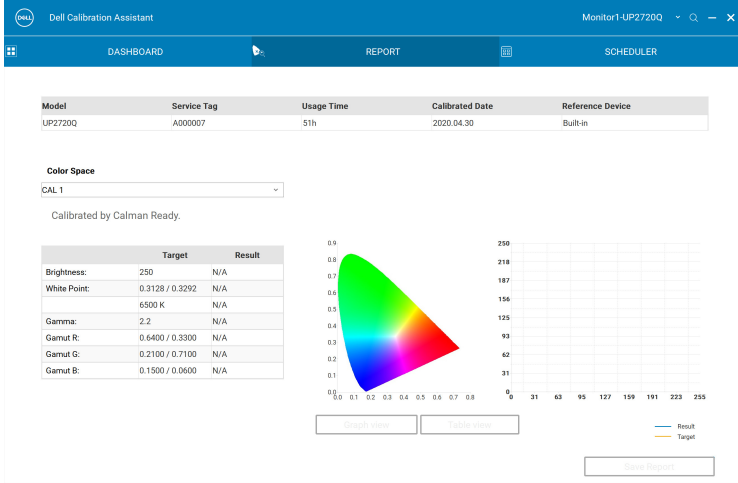 DELL Dell Calibration Assistant Monitor1-UP2720Q
DASHBOARD REPORT SCHEDULER
Model Service Tag Usage Time Calibrated Date Reference Device
UP2720Q A000007 51h 2020.04.30 Built-in
Color Space
CAL 1
Calibrated by Calman Ready.
Target Result
Brightness: 250 N/A
White Point: 0.3128 / 0.3292 N/A
6500 K N/A
Gamma: 2.2 N/A
Gamut R: 0.6400 / 0.3300 N/A
Gamut G: 0.2100 / 0.7100 N/A
Gamut B: 0.1500 / 0.0600 N/A
0.9
0.8
0.7
0.6
0.5
0.4
0.3
0.2
0.1
0.0
0.0 0.1 0.2 0.3 0.4 0.5 0.6 0.7 0.8
250
218
187
156
125
93
62
31
0
0 31 63 95 127 159 191 223 255
Graph view Table view
Result
Target
Save Report